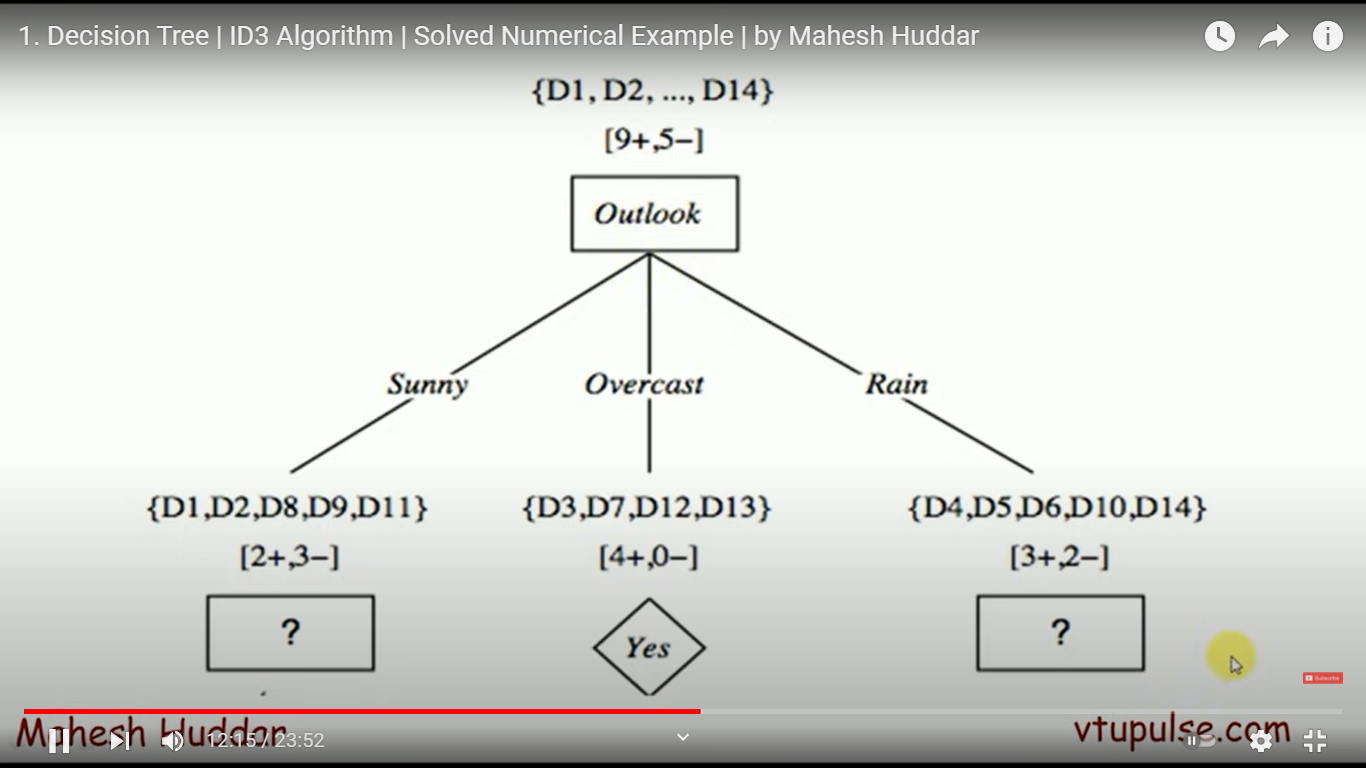 1. Decision Tree | ID3 Algorithm | Solved Numerical Example | by Mahesh Huddar
{D1, D2, ..., D14}
[9+,5−]
Outlook
Sunny Overcast Rain
{D1,D2,D8,D9,D11} {D3,D7,D12,D13} {D4,D5,D6,D10,D14}
[2+,3−] [4+,0−] [3+,2−]
? Yes ?
Subscribe
Mahesh Huddar vtupulse.com
12:15 / 23:52